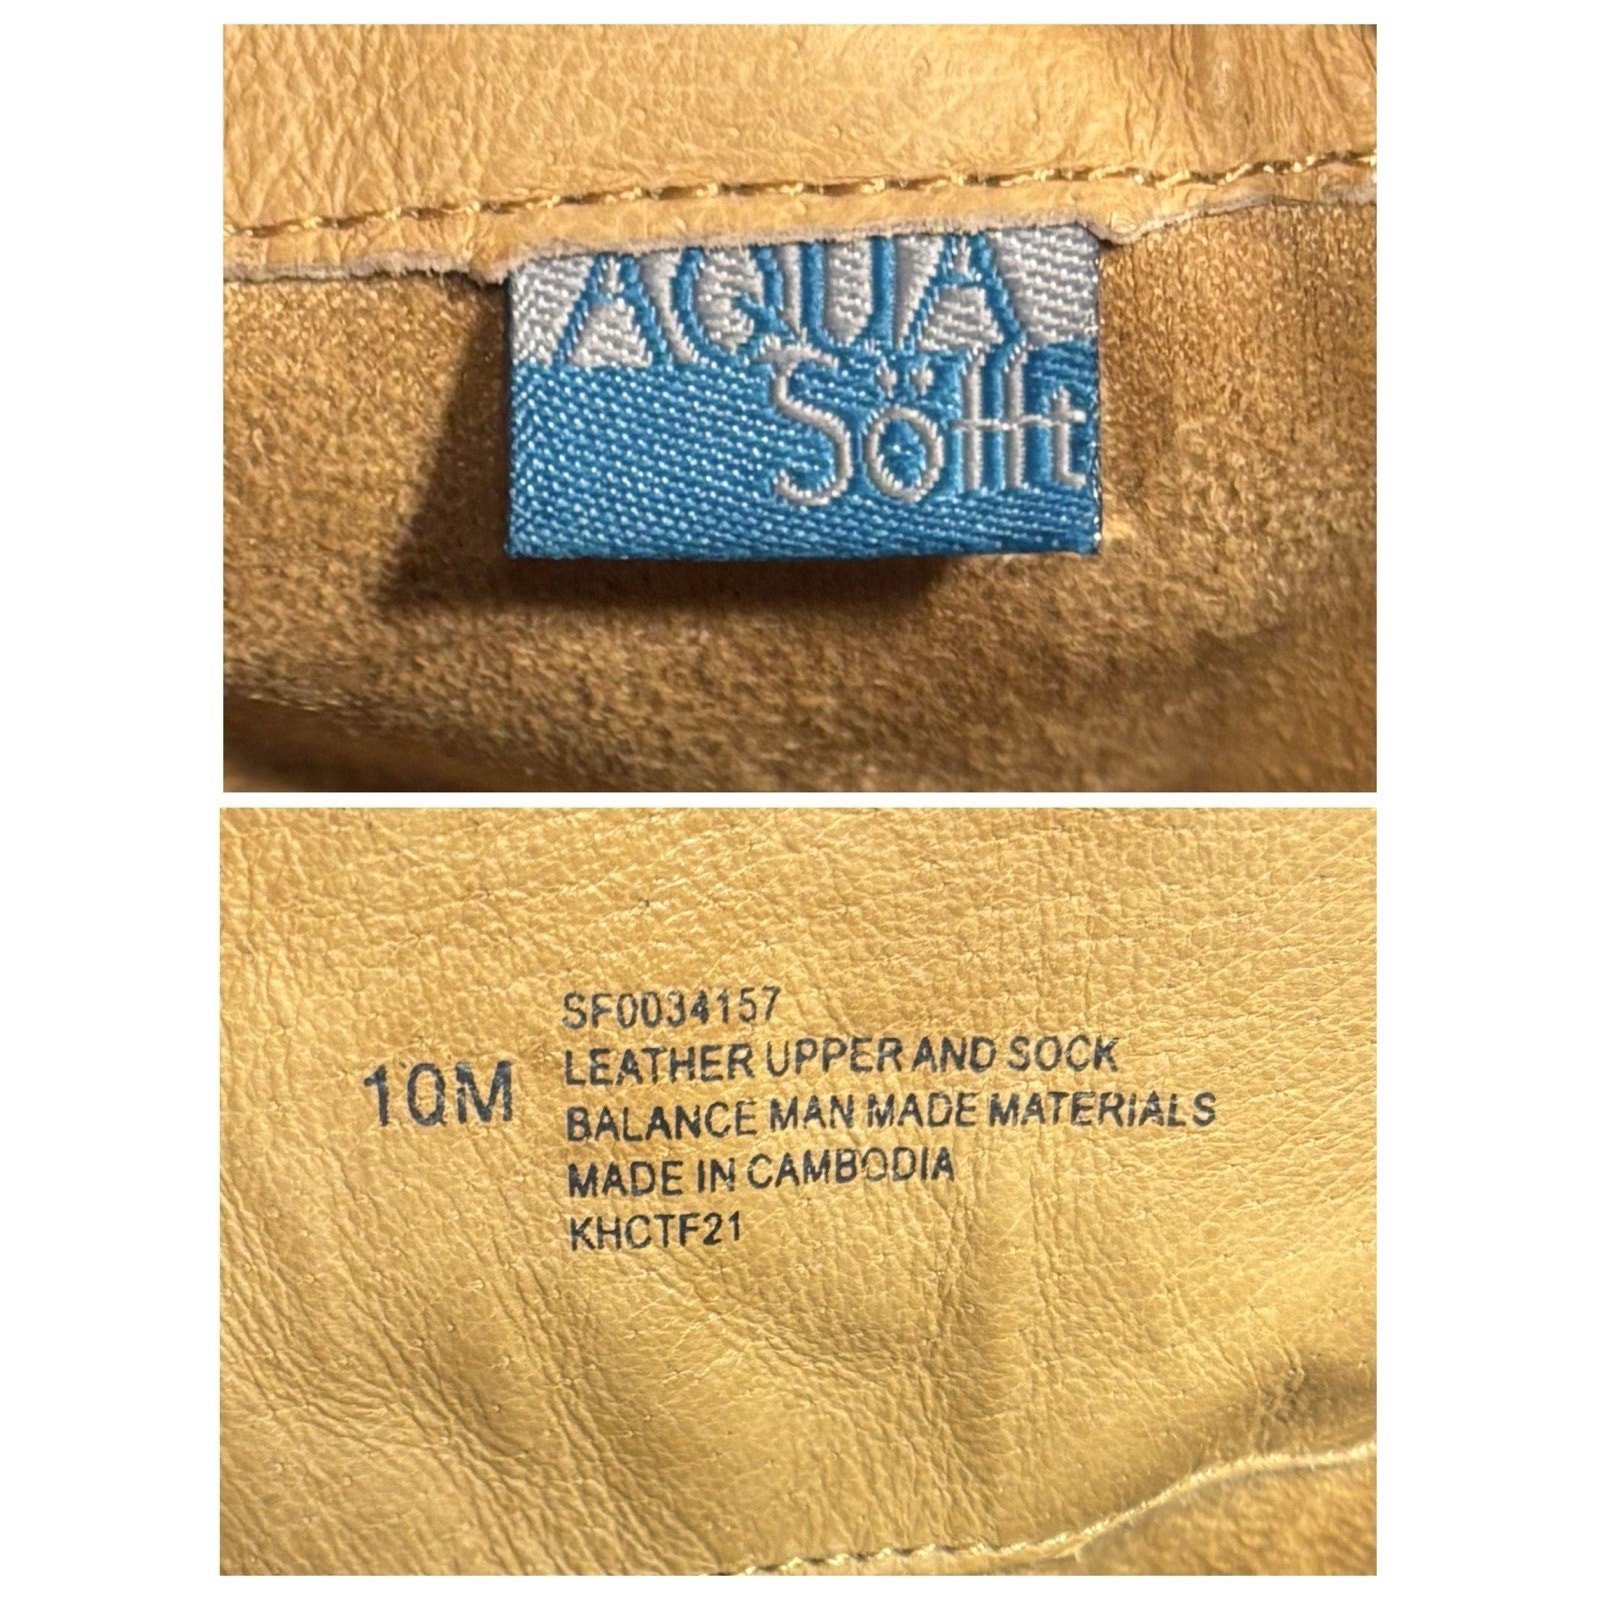 AQUA
Söfft
SF0034157
10M
LEATHER UPPER AND SOCK
BALANCE MAN MADE MATERIALS
MADE IN CAMBODIA
KHCTF21